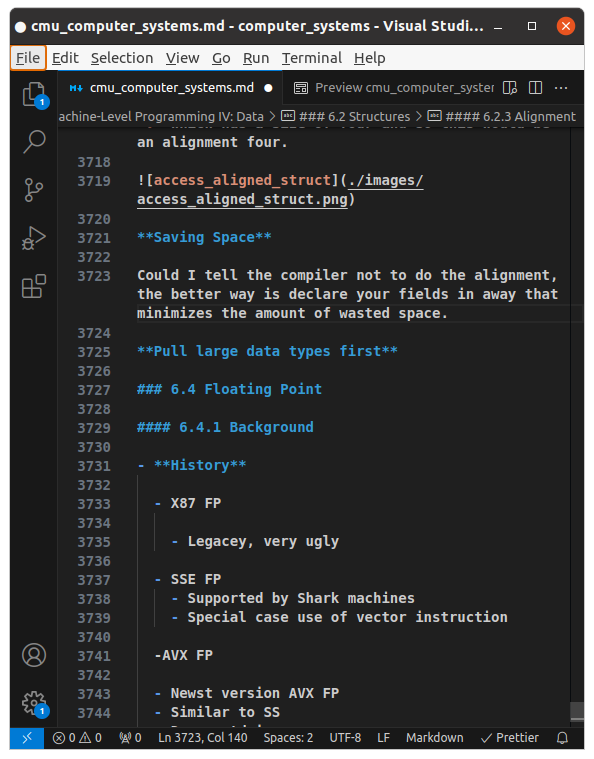 cmu_computer_systems.md - computer_systems - Visual Studi...
File Edit Selection View Go Run Terminal Help
cmu_computer_systems.md Preview cmu_computer_syster
achine-Level Programming IV: Data > ### 6.2 Structures > #### 6.2.3 Alignment
an alignment four.
3718
3719 ![access_aligned_struct](./images/
access_aligned_struct.png)
3720
3721 **Saving Space**
3722
3723 Could I tell the compiler not to do the alignment,
the better way is declare your fields in away that
minimizes the amount of wasted space.
3724
3725 **Pull large data types first**
3726
3727 ### 6.4 Floating Point
3728
3729 #### 6.4.1 Background
3730
3731 - **History**
3732
3733 - X87 FP
3734
3735 - Legacey, very ugly
3736
3737 - SSE FP
3738 - Supported by Shark machines
3739 - Special case use of vector instruction
3740
3741 -AVX FP
3742
3743 - Newst version AVX FP
3744 - Similar to SS
1
1
0 0 0 Ln 3723, Col 140 Spaces: 2 UTF-8 LF Markdown Prettier